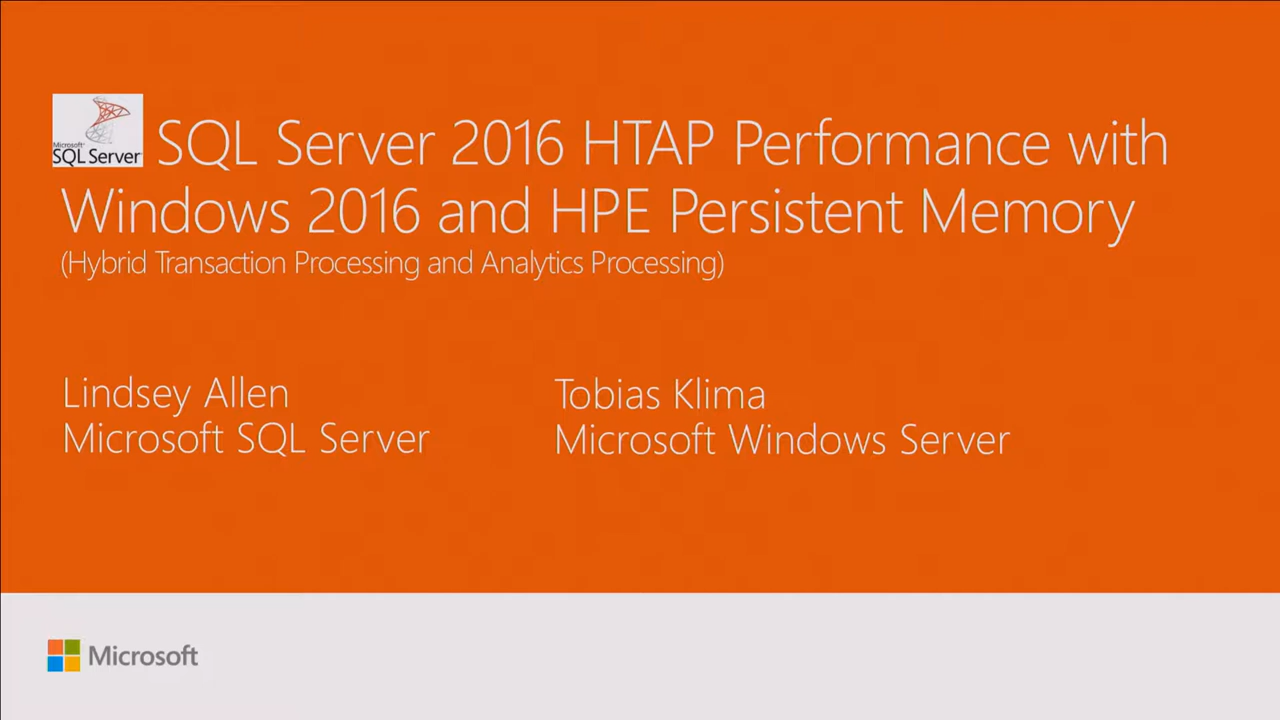 Microsoft
SQL Server
SQL Server 2016 HTAP Performance with
Windows 2016 and HPE Persistent Memory
(Hybrid Transaction Processing and Analytics Processing)
Lindsey Allen
Microsoft SQL Server
Tobias Klima
Microsoft Windows Server
Microsoft